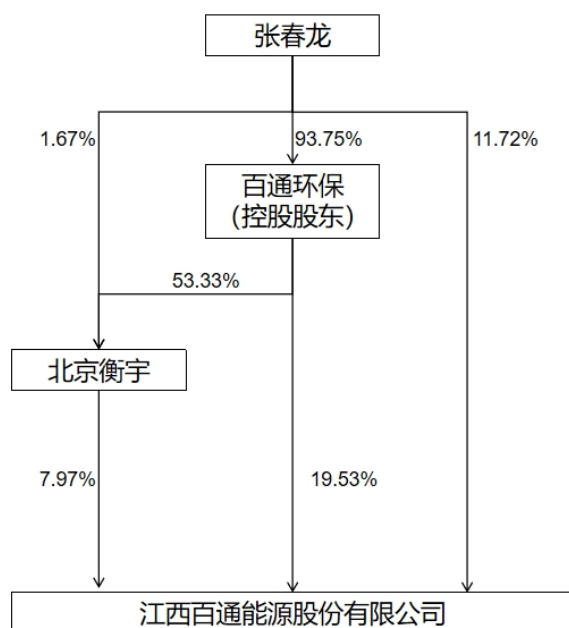 张春龙
1.67%
93.75%
11.72%
百通环保
（控股股东）
53.33%
北京衡宇
7.97%
19.53%
江西百通能源股份有限公司